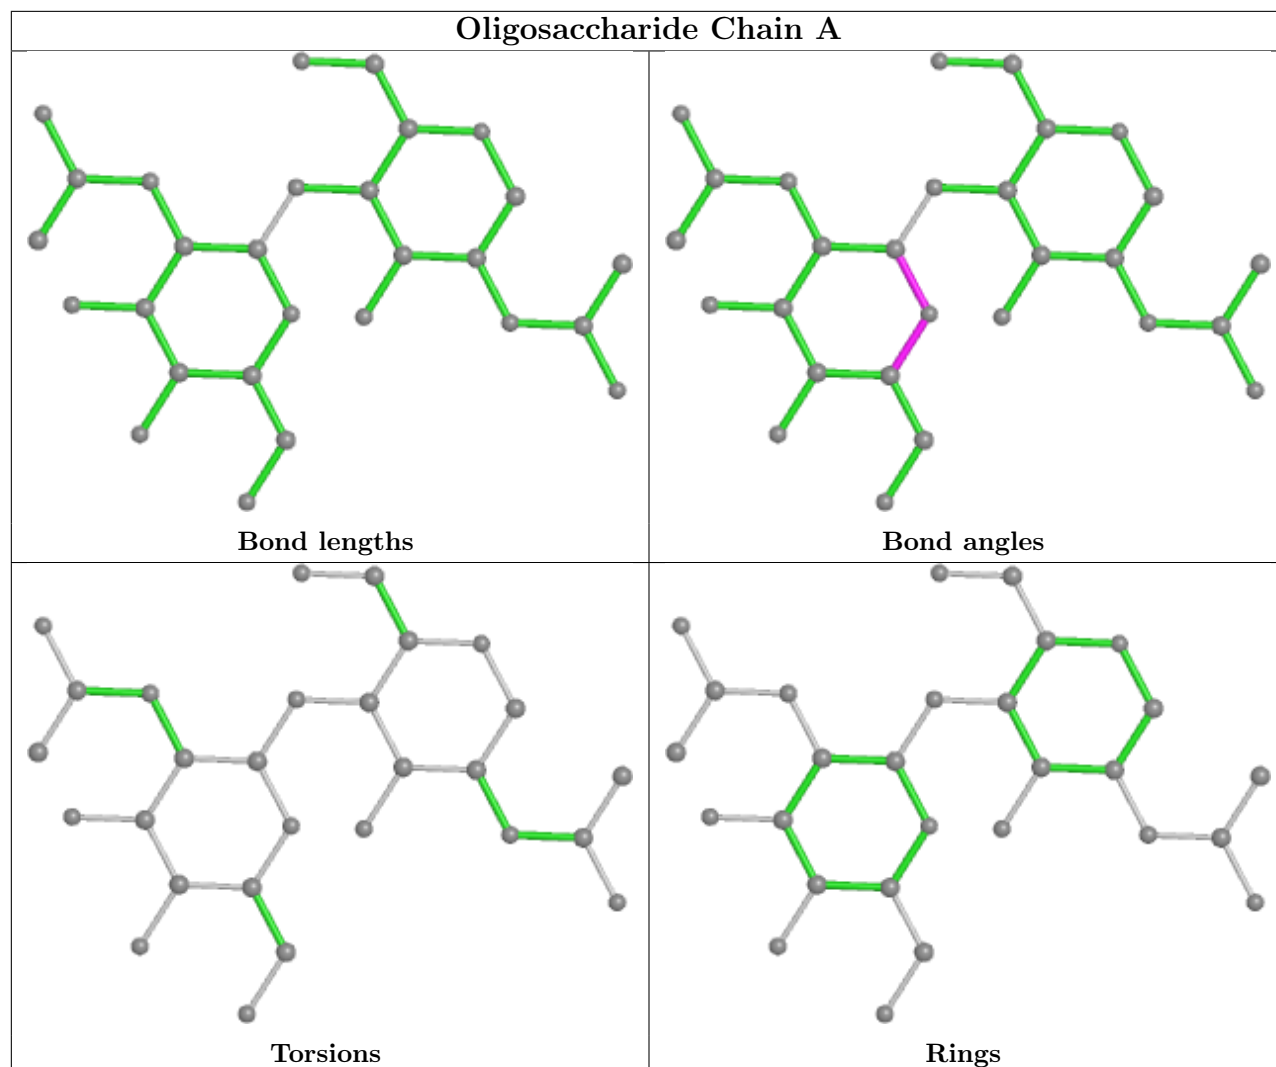 Oligosaccharide Chain A
Bond lengths
Bond angles
Torsions
Rings